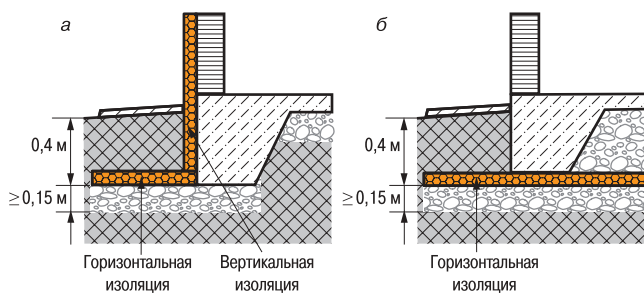 а
б
0,4 м
≥ 0,15 м
0,4 м
≥ 0,15 м
Горизонтальная
изоляция
Вертикальная
изоляция
Горизонтальная
изоляция